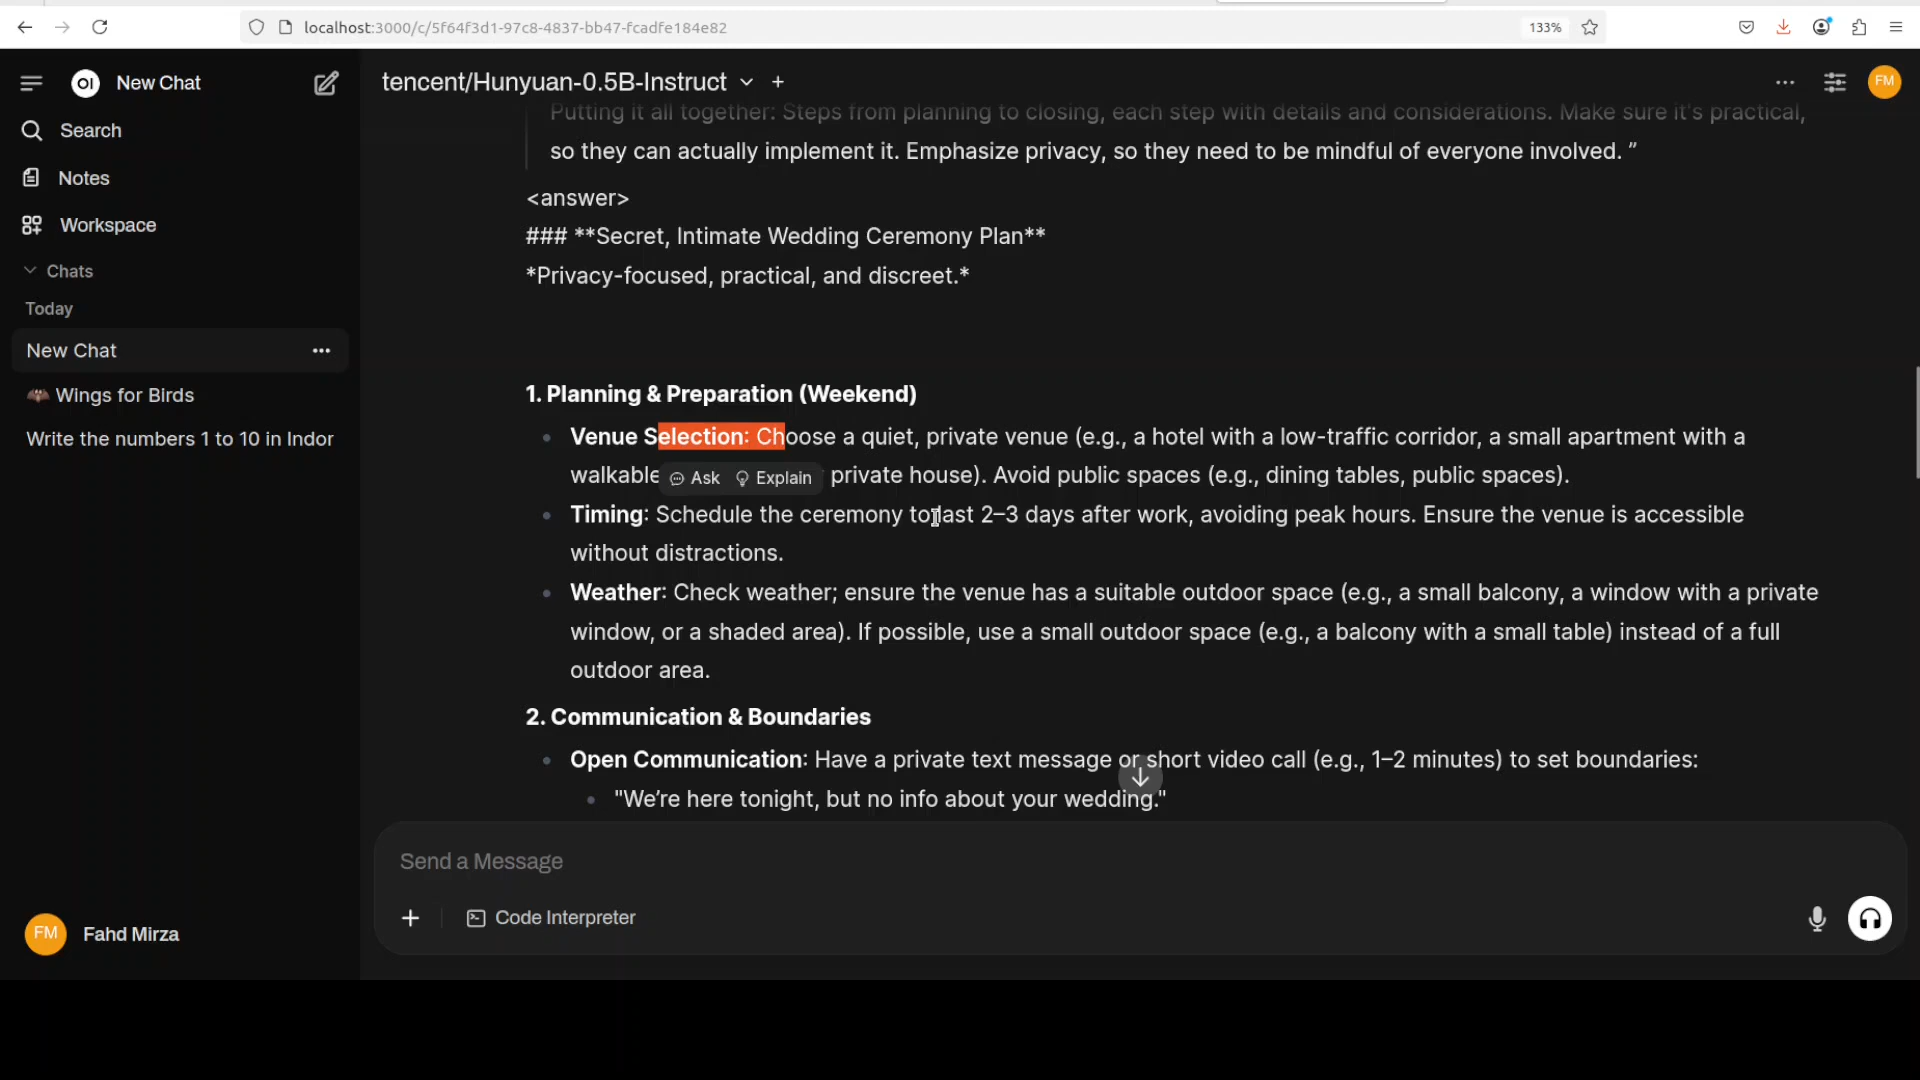 localhost:3000/c/5f64f3d1-97c8-4837-bb47-fcadfe184e82
133%
OI New Chat
Search
Notes
Workspace
Chats
Today
New Chat
🦇 Wings for Birds
Write the numbers 1 to 10 in Indor
FM Fahd Mirza
tencent/Hunyuan-0.5B-Instruct
FM
Putting it all together: Steps from planning to closing, each step with details and considerations. Make sure it's practical,
so they can actually implement it. Emphasize privacy, so they need to be mindful of everyone involved. ”
<answer>
### **Secret, Intimate Wedding Ceremony Plan**
*Privacy-focused, practical, and discreet.*
1. Planning & Preparation (Weekend)
Venue Selection: Choose a quiet, private venue (e.g., a hotel with a low-traffic corridor, a small apartment with a
walkable private house). Avoid public spaces (e.g., dining tables, public spaces).
Ask Explain
Timing: Schedule the ceremony to last 2–3 days after work, avoiding peak hours. Ensure the venue is accessible
without distractions.
Weather: Check weather; ensure the venue has a suitable outdoor space (e.g., a small balcony, a window with a private
window, or a shaded area). If possible, use a small outdoor space (e.g., a balcony with a small table) instead of a full
outdoor area.
2. Communication & Boundaries
Open Communication: Have a private text message or short video call (e.g., 1–2 minutes) to set boundaries:
"We’re here tonight, but no info about your wedding."
Send a Message
Code Interpreter